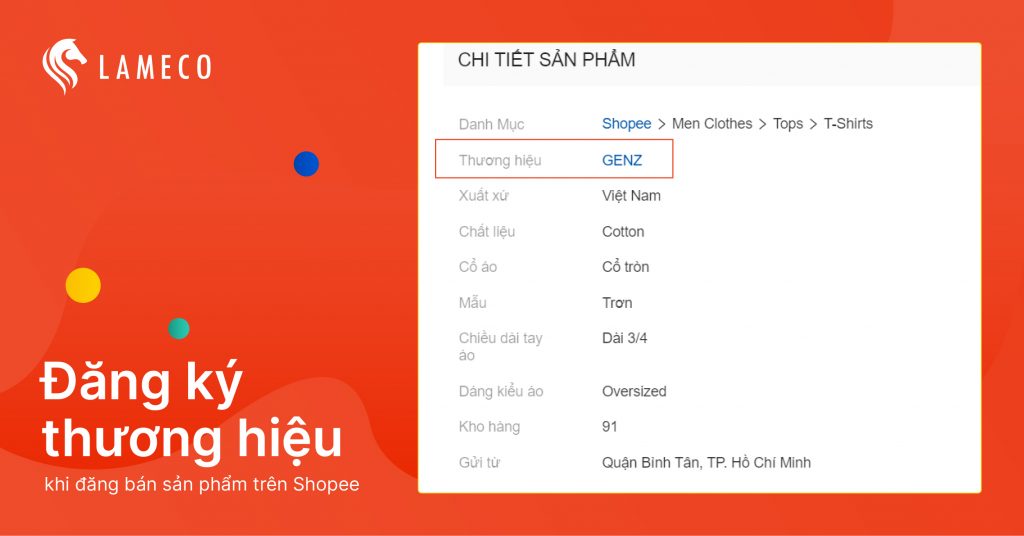 LAMECO
CHI TIẾT SẢN PHẨM
Danh Mục Shopee > Men Clothes > Tops > T-Shirts
Thương hiệu GENZ
Xuất xứ Việt Nam
Chất liệu Cotton
Cổ áo Cổ tròn
Mẫu Trơn
Chiều dài tay Dài 3/4
áo
Dáng kiểu áo Oversized
Kho hàng 91
Gửi từ Quận Bình Tân, TP. Hồ Chí Minh
Đăng ký
thương hiệu
khi đăng bán sản phẩm trên Shopee